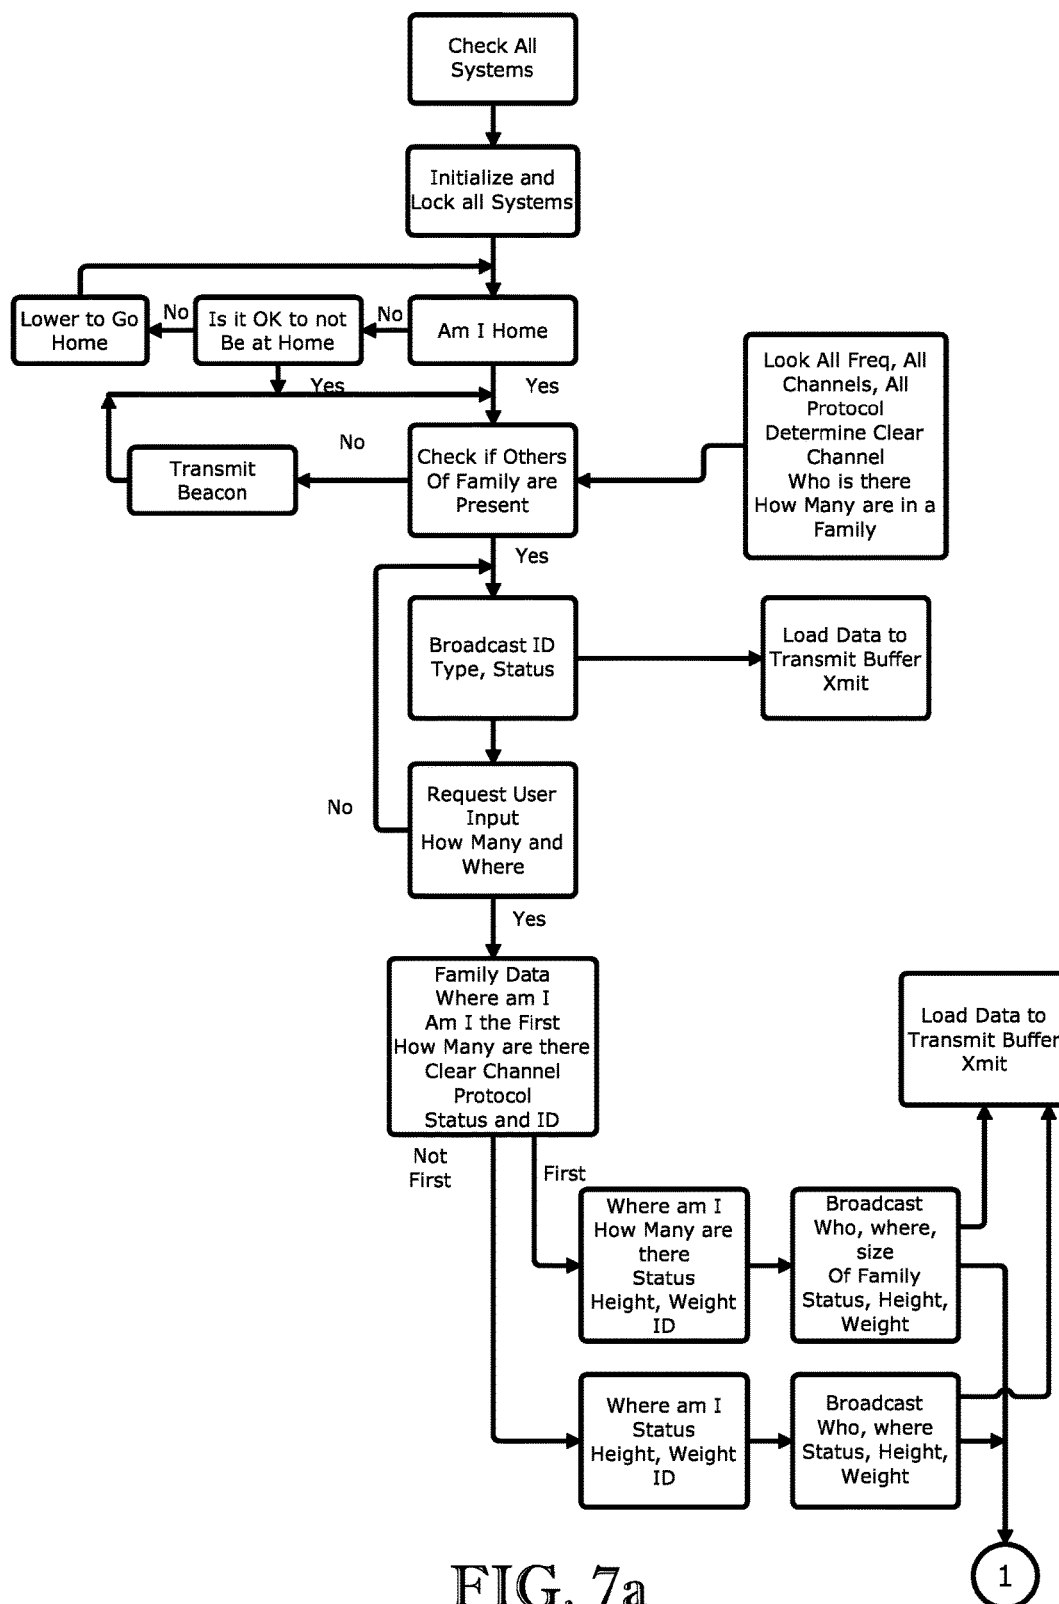 Check All
Systems
Initialize and
Lock all Systems
Lower to Go
Home
No
Is it OK to not
Be at Home
No
Am I Home
Yes
Yes
Look All Freq, All
Channels, All
Protocol
Determine Clear
Channel
Who is there
How Many are in a
Family
No
Transmit
Beacon
Check if Others
Of Family are
Present
Yes
Broadcast ID
Type, Status
Load Data to
Transmit Buffer
Xmit
No
Request User
Input
How Many and
Where
Yes
Family Data
Where am I
Am I the First
How Many are there
Clear Channel
Protocol
Status and ID
Load Data to
Transmit Buffer
Xmit
Not
First
First
Where am I
How Many are
there
Status
Height, Weight
ID
Broadcast
Who, where,
size
Of Family
Status, Height,
Weight
Where am I
Status
Height, Weight
ID
Broadcast
Who, where
Status, Height,
Weight
1
FIG. 7a